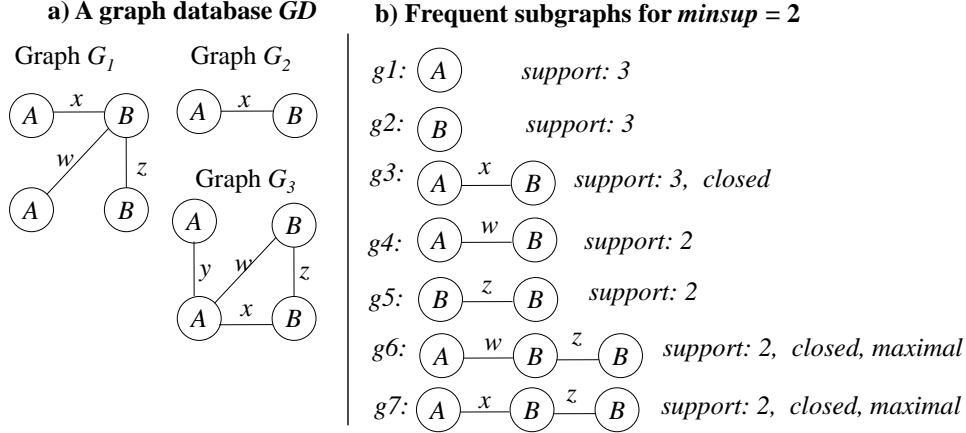 a) A graph database GD
Graph G1
Graph G2
A x B
w
z
A B
A x B
Graph G3
A B
y w z
A x B
b) Frequent subgraphs for minsup = 2
g1: A support: 3
g2: B support: 3
g3: A x B support: 3, closed
g4: A w B support: 2
g5: B z B support: 2
g6: A w B z B support: 2, closed, maximal
g7: A x B z B support: 2, closed, maximal